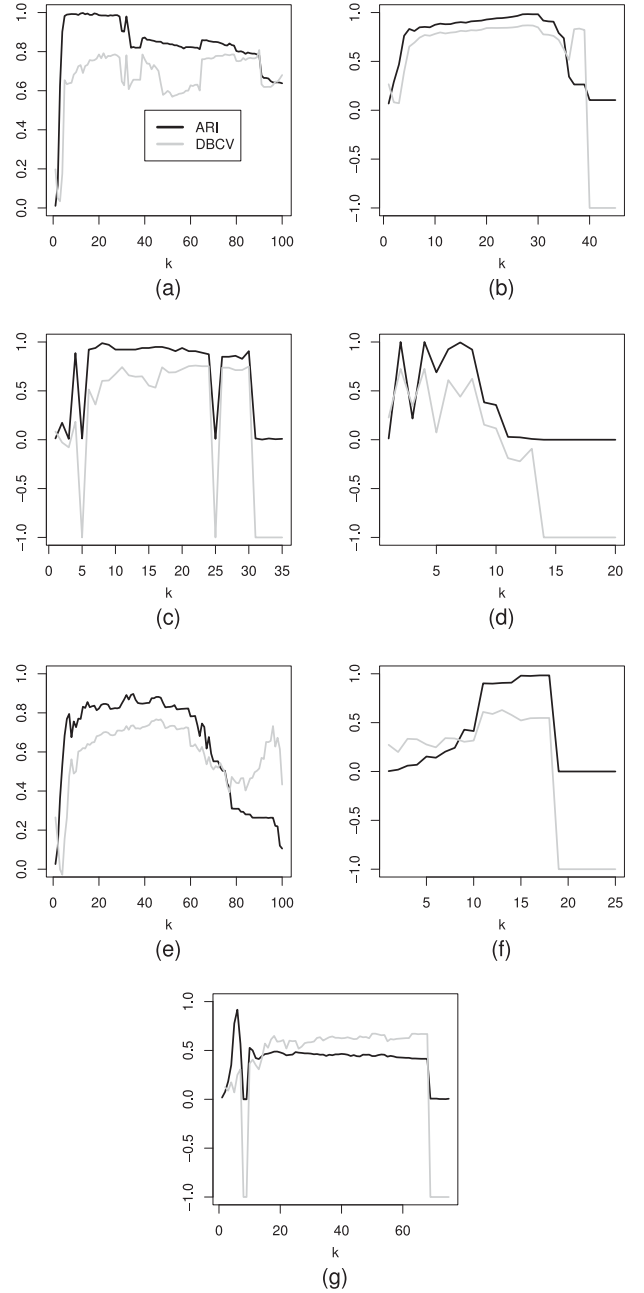 0.0 0.2 0.4 0.6 0.8 1.0
ARI
DBCV
0 20 40 60 80 100
k
(a)
-1.0 -0.5 0.0 0.5 1.0
0 10 20 30 40
k
(b)
-1.0 -0.5 0.0 0.5 1.0
0 5 10 15 20 25 30 35
k
(c)
-1.0 -0.5 0.0 0.5 1.0
5 10 15 20
k
(d)
0.0 0.2 0.4 0.6 0.8 1.0
0 20 40 60 80 100
k
(e)
-1.0 -0.5 0.0 0.5 1.0
5 10 15 20 25
k
(f)
-1.0 -0.5 0.0 0.5 1.0
0 20 40 60
k
(g)